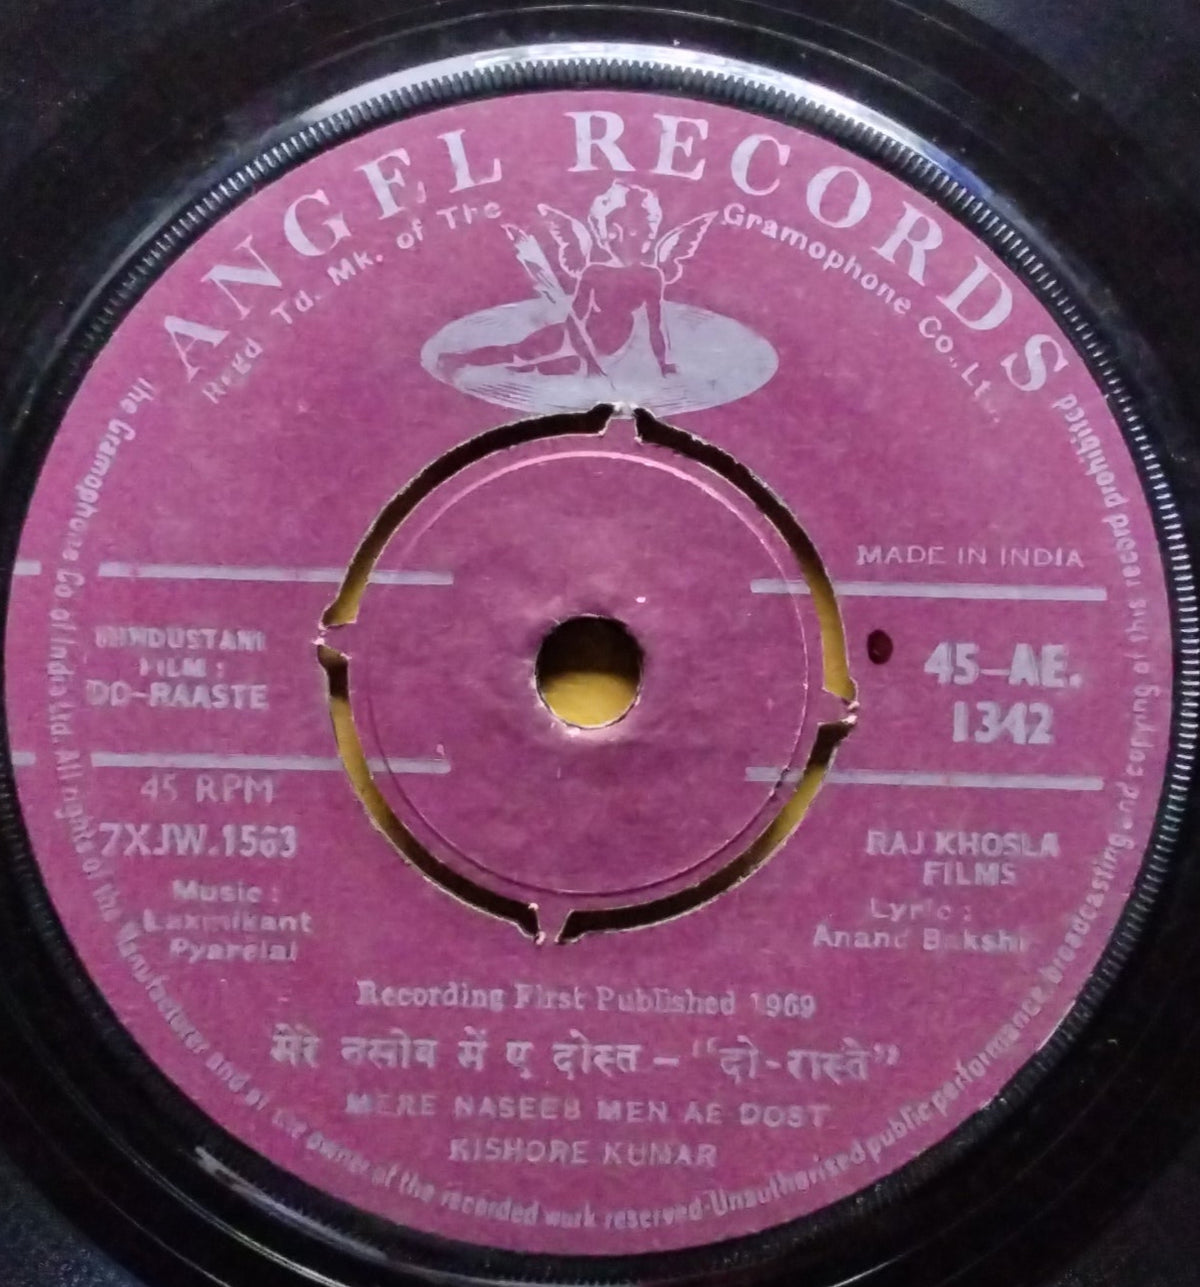 ANGEL RECORDS
Regd Td. Mk. of The Gramophone Co., Lt
MADE IN INDIA
HINDUSTANI
FILM :
DO-RAASTE
45-AE.
1342
45 RPM
7XJW.1563
Music :
Laxmikant
Pyarelal
RAJ KHOSLA
FILMS
Lyric :
Anand Bakshi
Recording First Published 1969
मेरे नसीब में ए दोस्त - "दो-रास्ते"
MERE NASEEB MEN AE DOST
KISHORE KUMAR
The Gramophone Co of India Ltd. All rights of the Manufacturer and of the owner of the recorded work reserved-Unauthorised public performance broadcasting and copying of this record prohibited